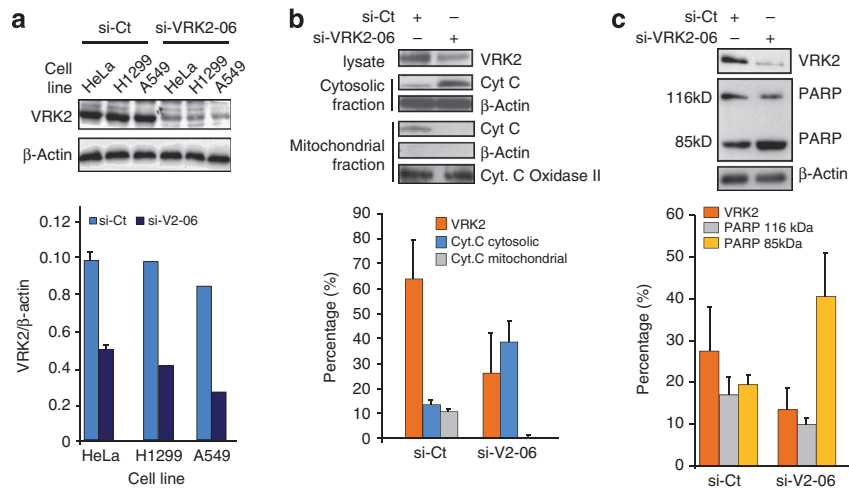 a
si-Ct si-VRK2-06
Cell line
HeLa H1299 A549 HeLa H1299 A549
VRK2
β-Actin
si-Ct si-V2-06
VRK2/β-actin
0.12
0.10
0.8
0.6
0.4
0.2
0
HeLa H1299 A549
Cell line
b
si-Ct + –
si-VRK2-06 – +
lysate VRK2
Cytosolic fraction
Cyt C
β-Actin
Mitochondrial fraction
Cyt C
β-Actin
Cyt. C Oxidase II
VRK2
Cyt.C cytosolic
Cyt.C mitochondrial
Percentage (%)
90
80
70
60
50
40
30
20
10
0
si-Ct si-V2-06
c
si-Ct + –
si-VRK2-06 – +
VRK2
116kD PARP
85kD PARP
β-Actin
VRK2
PARP 116 kDa
PARP 85kDa
Percentage (%)
60
50
40
30
20
10
0
si-Ct si-V2-06